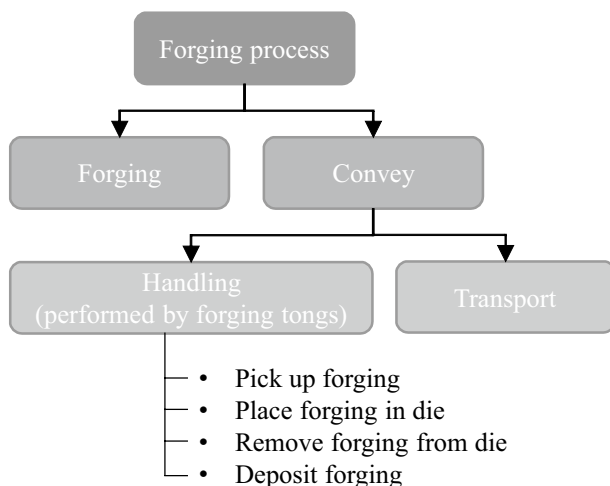 Forging process
Forging
Convey
Handling
(performed by forging tongs)
Transport
• Pick up forging
• Place forging in die
• Remove forging from die
• Deposit forging